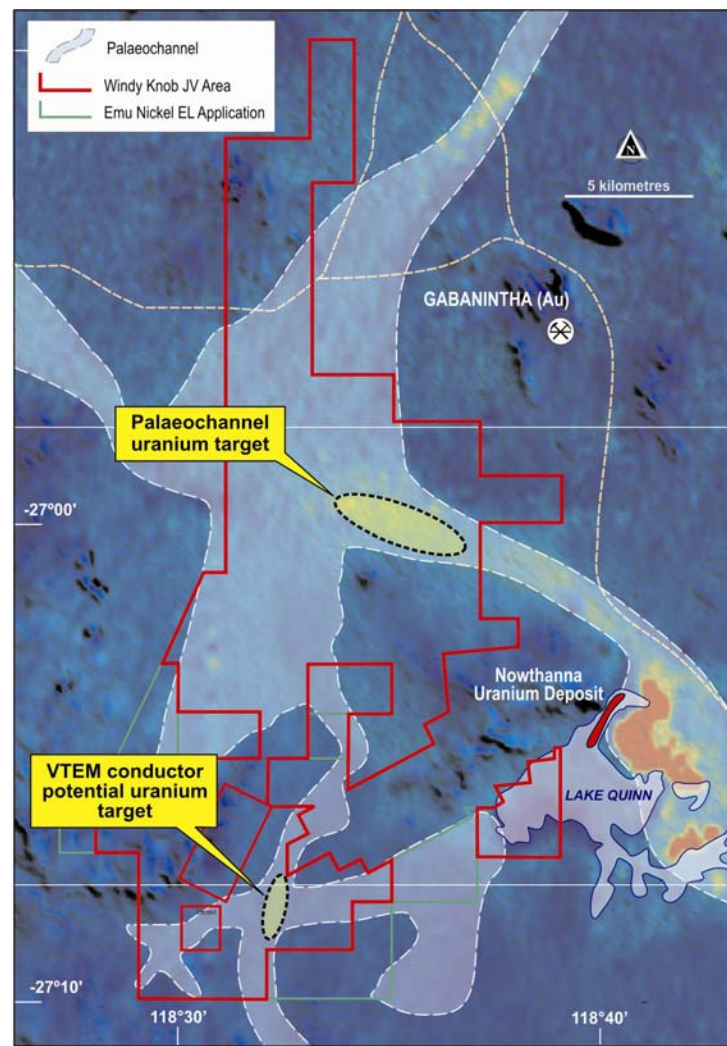 Palaeochannel
Windy Knob JV Area
Emu Nickel EL Application
N
5 kilometres
GABANINTHA (Au)
Palaeochannel
uranium target
-27°00'
Nowthanna
Uranium Deposit
VTEM conductor
potential uranium
target
LAKE QUINN
-27°10'
118°30'
118°40'